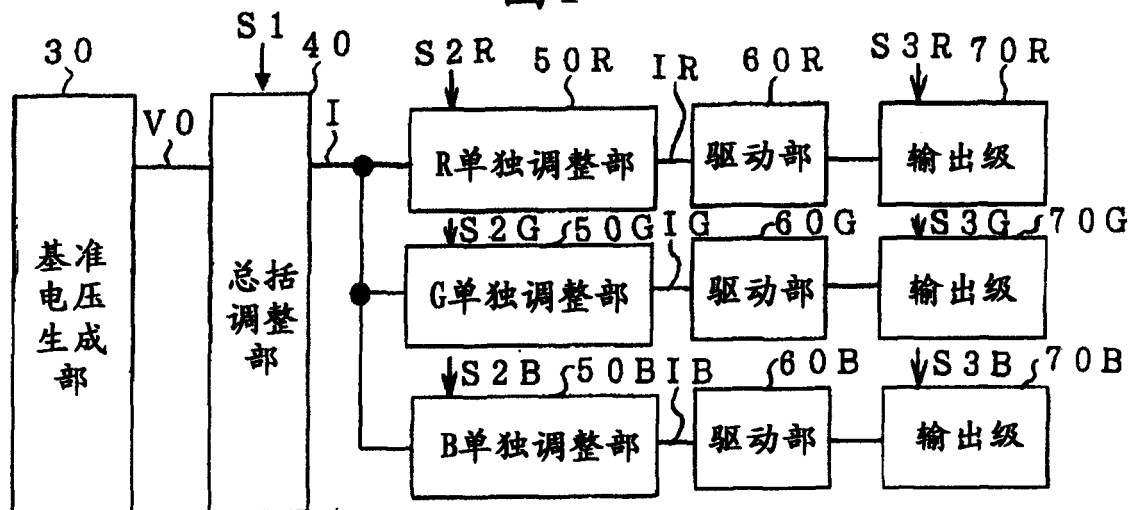 S1
30
40
S2R
50R
IR
60R
S3R
70R
V0
I
R单独调整部
驱动部
输出级
S2G
50G
IG
60G
S3G
70G
基准
电压
生成
部
总括
调整
部
G单独调整部
驱动部
输出级
S2B
50B
IB
60B
S3B
70B
B单独调整部
驱动部
输出级